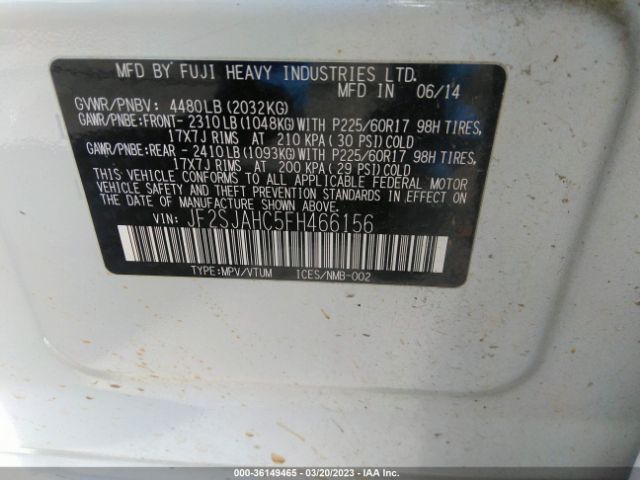 MFD BY FUJI HEAVY INDUSTRIES LTD.
MFD IN 06/14
GVWR/PNBV: 4480LB (2032KG)
GAWR/PNBE:FRONT- 2310LB(1048KG)WITH P225/60R17 98H TIRES,
17X7J RIMS AT 210 KPA( 30 PSI)COLD
GAWR/PNBE:REAR - 2410LB(1093KG)WITH P225/60R17 98H TIRES,
17X7J RIMS AT 200 KPA( 29 PSI)COLD
THIS VEHICLE CONFORMS TO ALL APPLICABLE FEDERAL MOTOR
VEHICLE SAFETY AND THEFT PREVENTION STANDARDS IN EFFECT ON
THE DATE OF MANUFACTURE SHOWN ABOVE.
VIN: JF2SJAHC5FH466156
TYPE:MPV/VTUM ICES/NMB-002
000-36149465 - 03/20/2023 - IAA Inc.